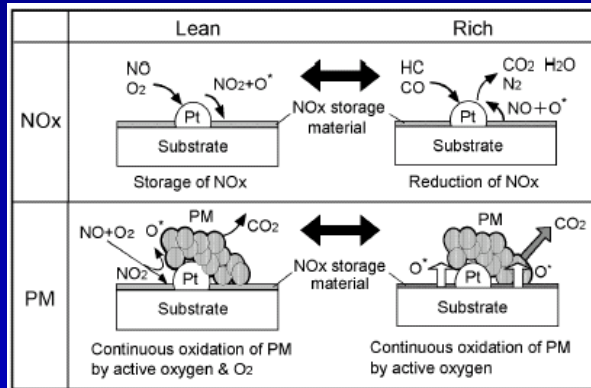 Lean
Rich
NOx
NO
O₂
NO₂+O*
Pt
Substrate
Storage of NOx
NOx storage
material
HC
CO
CO₂ H₂O
N₂
NO+O*
Pt
Substrate
Reduction of NOx
PM
NO+O₂
O*
PM
CO₂
NO₂
Pt
Substrate
Continuous oxidation of PM
by active oxygen & O₂
NOx storage
material
PM
CO₂
O*
O*
Pt
Substrate
Continuous oxidation of PM
by active oxygen